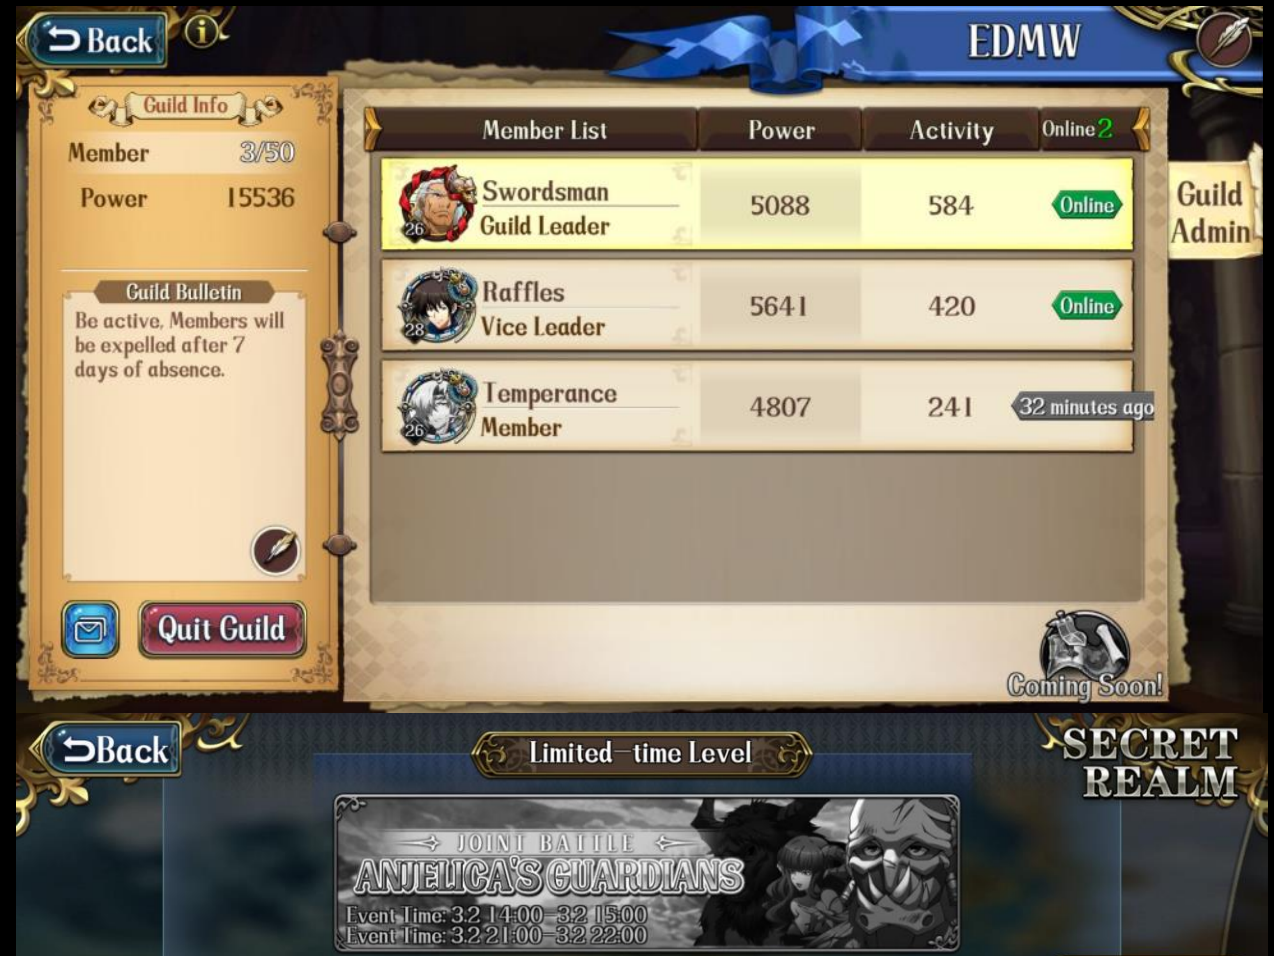 Back
i
EDMW
Guild Info
Member 3/50
Power 15536
Guild Bulletin
Be active, Members will
be expelled after 7
days of absence.
Quit Guild
Member List Power Activity Online 2
26 Swordsman
Guild Leader 5088 584 Online
28 Raffles
Vice Leader 5641 420 Online
26 Temperance
Member 4807 241 32 minutes ago
Guild
Admin
Coming Soon!
Back
Limited-time Level
SECRET
REALM
JOINT BATTLE
ANJELICA'S GUARDIANS
Event Time: 3.2 14:00-3.2 15:00
Event Time: 3.2 21:00-3.2 22:00